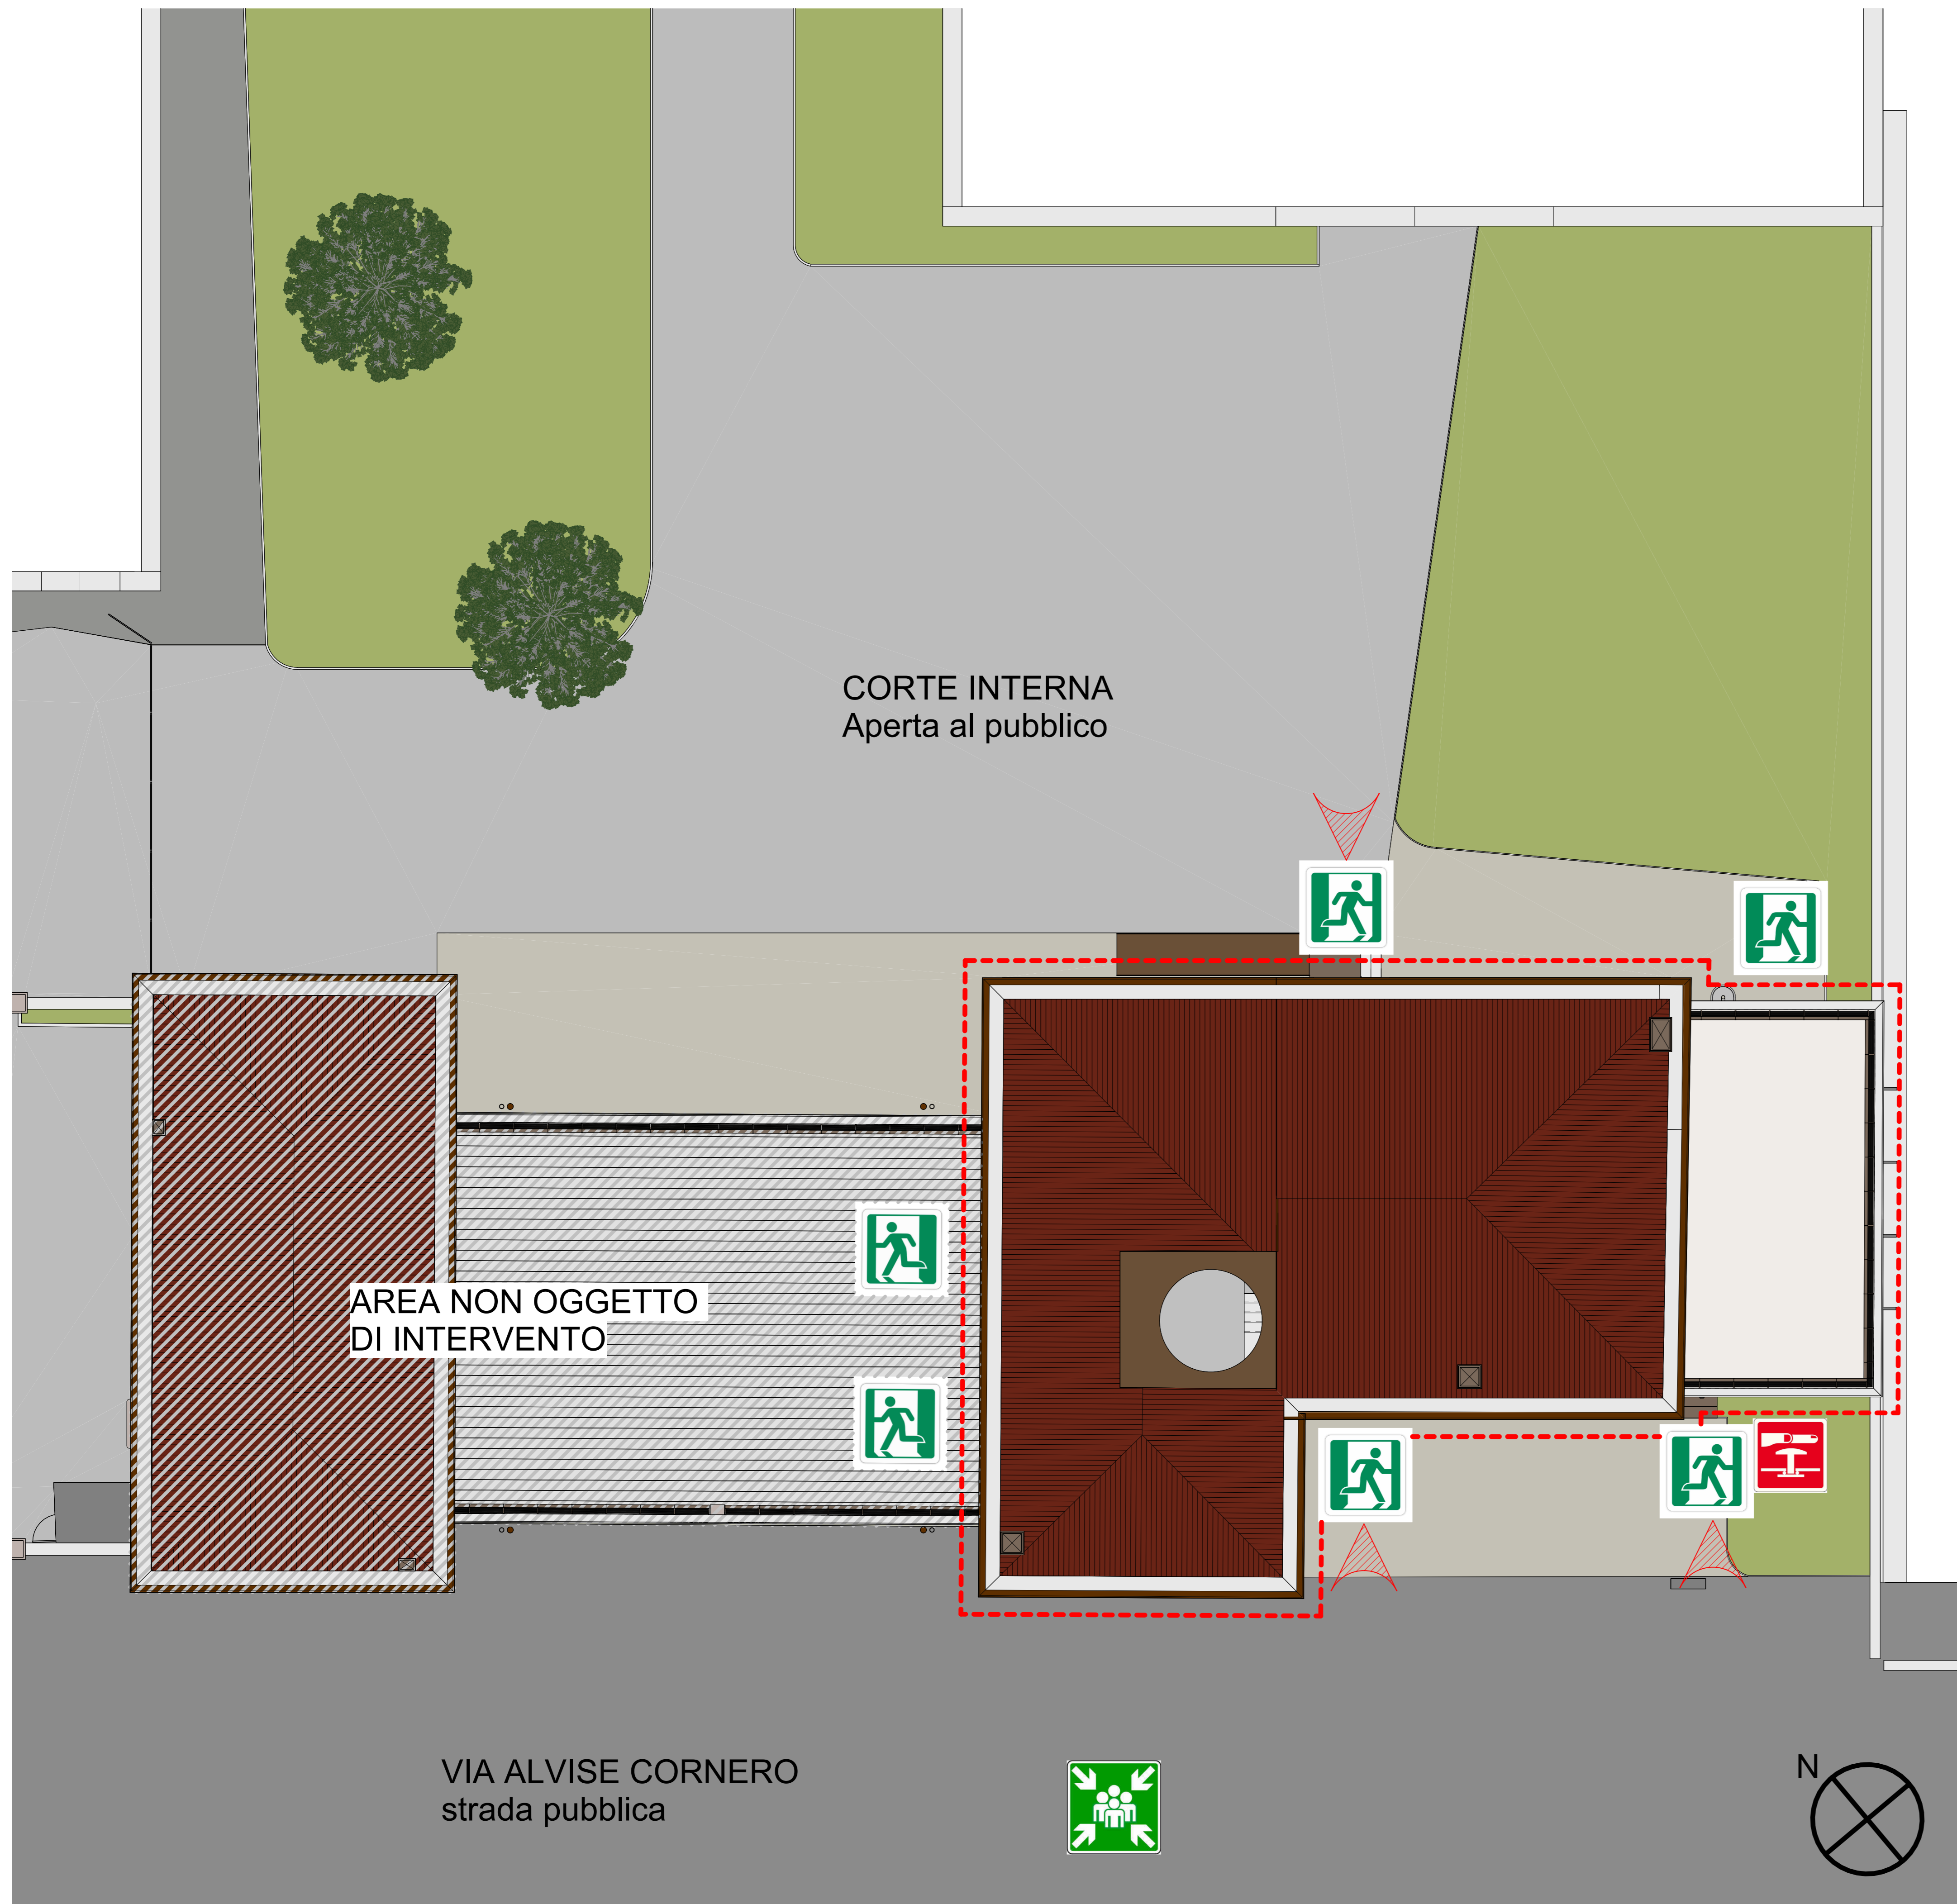 CORTE INTERNA
Aperta al pubblico
AREA NON OGGETTO
DI INTERVENTO
VIA ALVISE CORNERO
strada pubblica
N